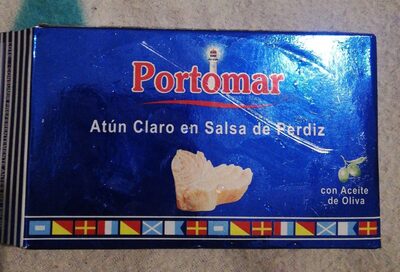 Portomar
Atún Claro en Salsa de Perdiz
con Aceite
de Oliva